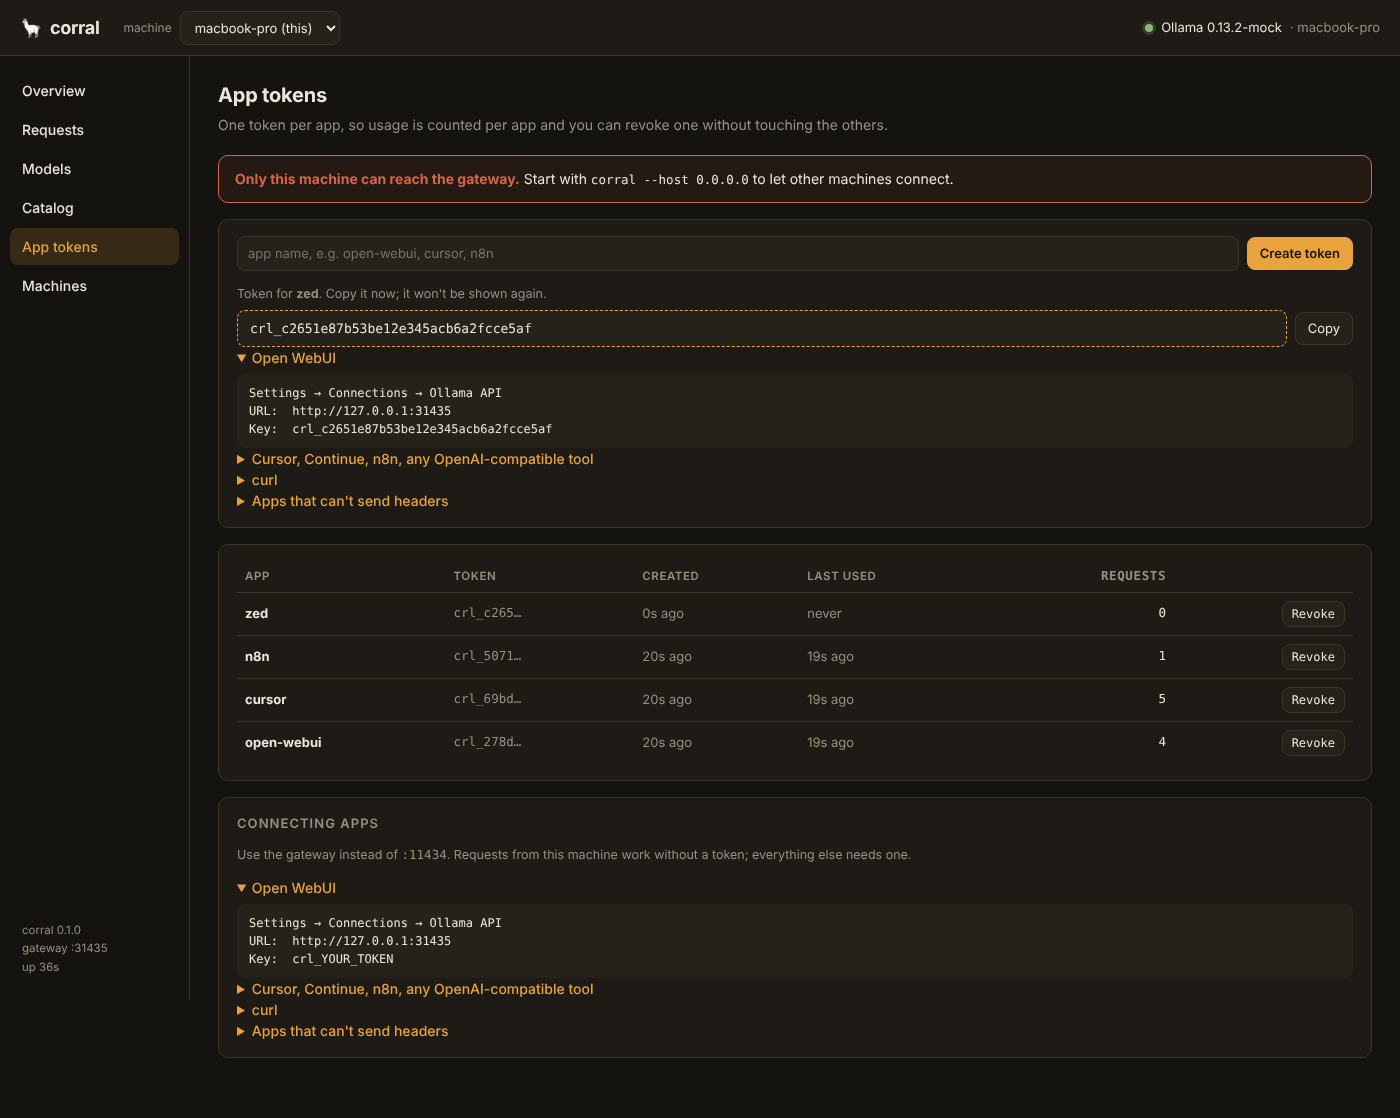 corral
machine
macbook-pro (this)
Ollama 0.13.2-mock · macbook-pro
Overview
Requests
Models
Catalog
App tokens
Machines
corral 0.1.0
gateway :31435
up 36s
App tokens
One token per app, so usage is counted per app and you can revoke one without touching the others.
Only this machine can reach the gateway. Start with corral --host 0.0.0.0 to let other machines connect.
app name, e.g. open-webui, cursor, n8n
Create token
Token for zed. Copy it now; it won't be shown again.
crl_c2651e87b53be12e345acb6a2fcce5af
Copy
▼ Open WebUI
Settings → Connections → Ollama API
URL: http://127.0.0.1:31435
Key: crl_c2651e87b53be12e345acb6a2fcce5af
▶ Cursor, Continue, n8n, any OpenAI-compatible tool
▶ curl
▶ Apps that can't send headers
APP TOKEN CREATED LAST USED REQUESTS
zed crl_c265… 0s ago never 0 Revoke
n8n crl_5071… 20s ago 19s ago 1 Revoke
cursor crl_69bd… 20s ago 19s ago 5 Revoke
open-webui crl_278d… 20s ago 19s ago 4 Revoke
CONNECTING APPS
Use the gateway instead of :11434. Requests from this machine work without a token; everything else needs one.
▼ Open WebUI
Settings → Connections → Ollama API
URL: http://127.0.0.1:31435
Key: crl_YOUR_TOKEN
▶ Cursor, Continue, n8n, any OpenAI-compatible tool
▶ curl
▶ Apps that can't send headers